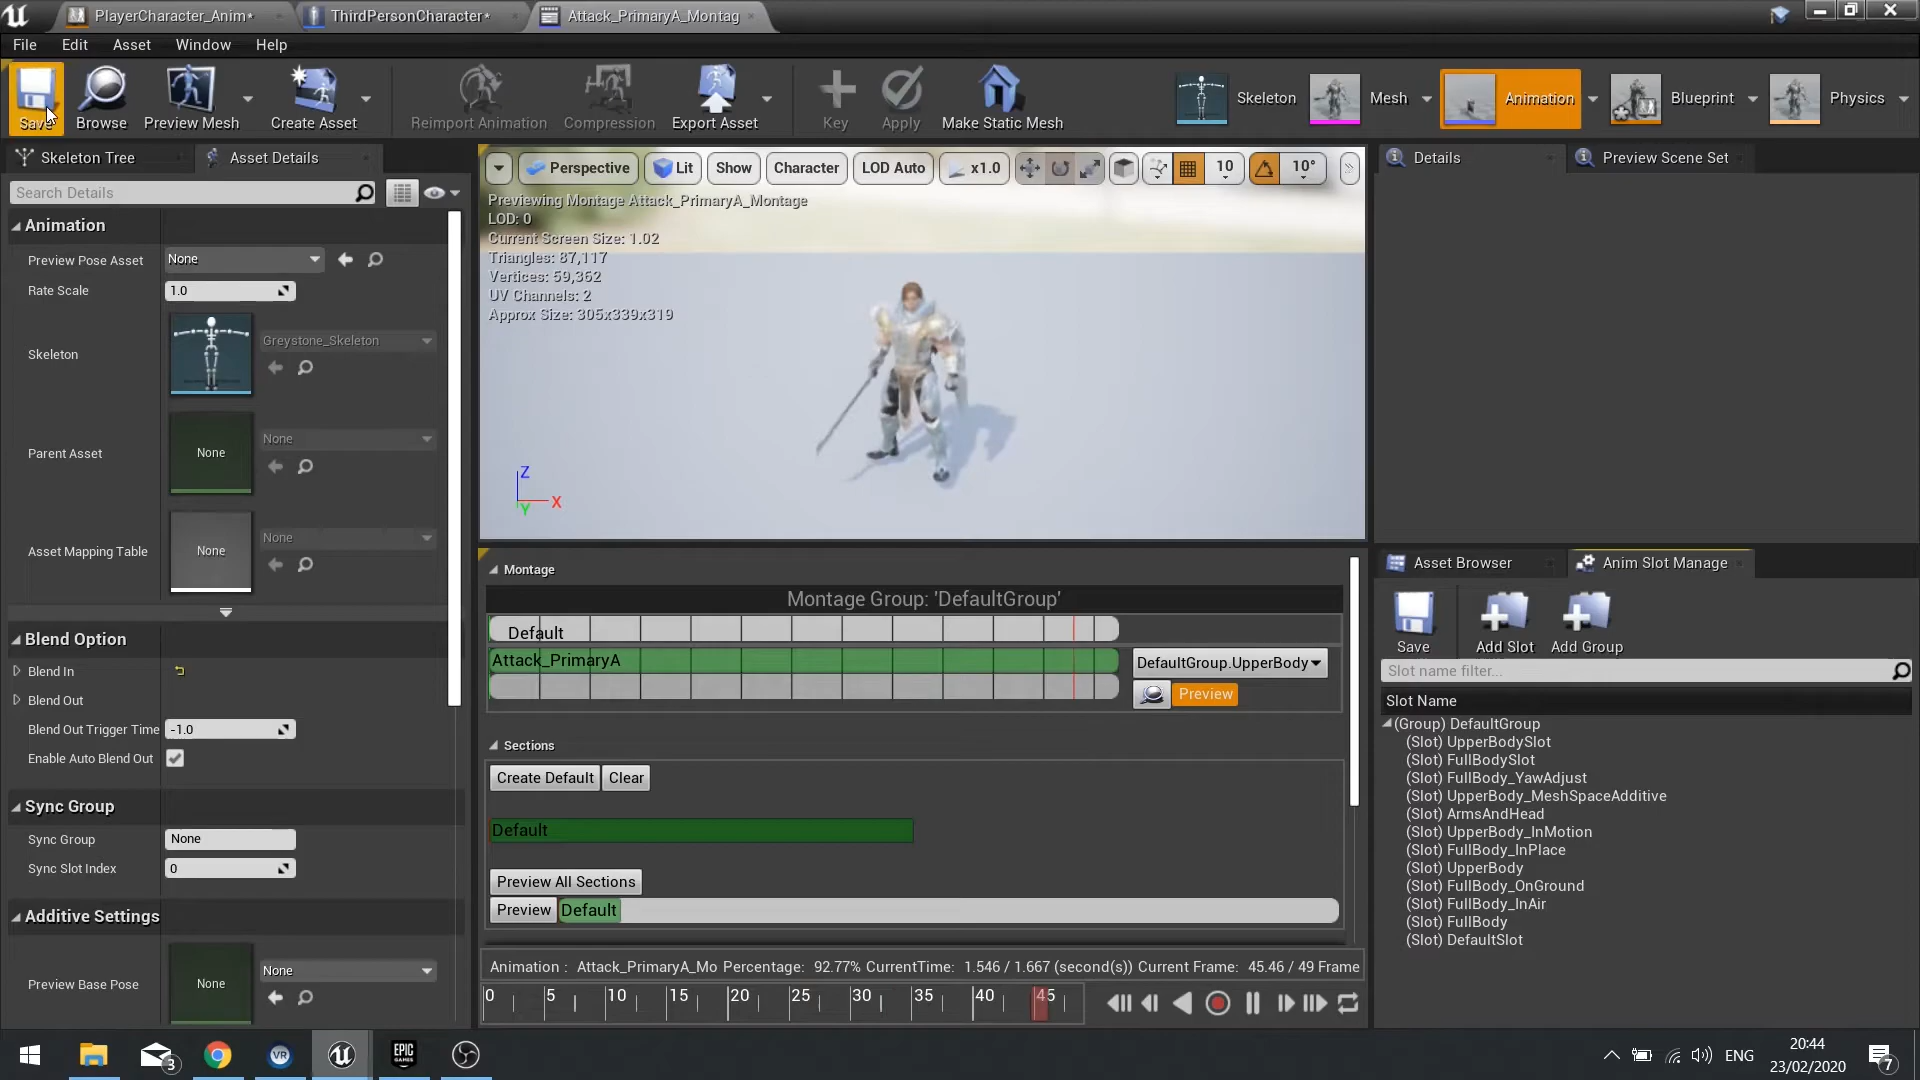 PlayerCharacter_Anim*
ThirdPersonCharacter*
Attack_PrimaryA_Montag
File
Edit
Asset
Window
Help
Save
Browse
Preview Mesh
Create Asset
Reimport Animation
Compression
Export Asset
Key
Apply
Make Static Mesh
Skeleton
Mesh
Animation
Blueprint
Physics
Skeleton Tree
Asset Details
Search Details
Animation
Preview Pose Asset
None
Rate Scale
1.0
Skeleton
Greystone_Skeleton
Parent Asset
None
None
Asset Mapping Table
None
None
Blend Option
Blend In
Blend Out
Blend Out Trigger Time
-1.0
Enable Auto Blend Out
Sync Group
Sync Group
None
Sync Slot Index
0
Additive Settings
Preview Base Pose
None
None
Perspective
Lit
Show
Character
LOD Auto
x1.0
10
10°
Previewing Montage Attack_PrimaryA_Montage
LOD: 0
Current Screen Size: 1.02
Triangles: 87,117
Vertices: 59,362
UV Channels: 2
Approx Size: 305x339x319
Z
X
Y
Montage
Montage Group: 'DefaultGroup'
Default
Attack_PrimaryA
DefaultGroup.UpperBody
Preview
Sections
Create Default
Clear
Default
Preview All Sections
Preview
Default
Animation : Attack_PrimaryA_Mo Percentage: 92.77% CurrentTime: 1.546 / 1.667 (second(s)) Current Frame: 45.46 / 49 Frame
0 5 10 15 20 25 30 35 40 45
Details
Preview Scene Set
Asset Browser
Anim Slot Manage
Save
Add Slot
Add Group
Slot name filter...
Slot Name
(Group) DefaultGroup
(Slot) UpperBodySlot
(Slot) FullBodySlot
(Slot) FullBody_YawAdjust
(Slot) UpperBody_MeshSpaceAdditive
(Slot) ArmsAndHead
(Slot) UpperBody_InMotion
(Slot) FullBody_InPlace
(Slot) UpperBody
(Slot) FullBody_OnGround
(Slot) FullBody_InAir
(Slot) FullBody
(Slot) DefaultSlot
3
VR
EPIC
GAMES
ENG
20:44
23/02/2020
7